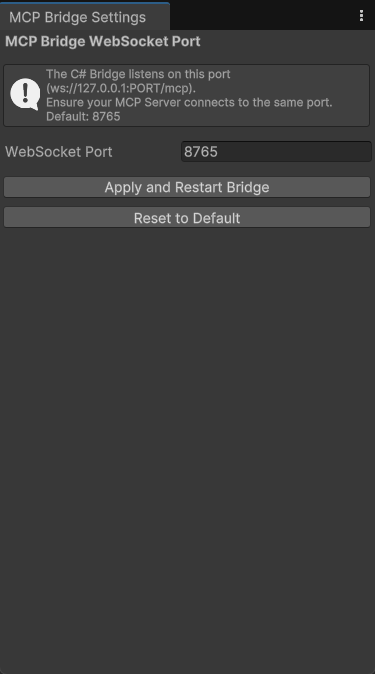 MCP Bridge Settings
MCP Bridge WebSocket Port
The C# Bridge listens on this port
(ws://127.0.0.1:PORT/mcp).
Ensure your MCP Server connects to the same port.
Default: 8765
WebSocket Port 8765
Apply and Restart Bridge
Reset to Default